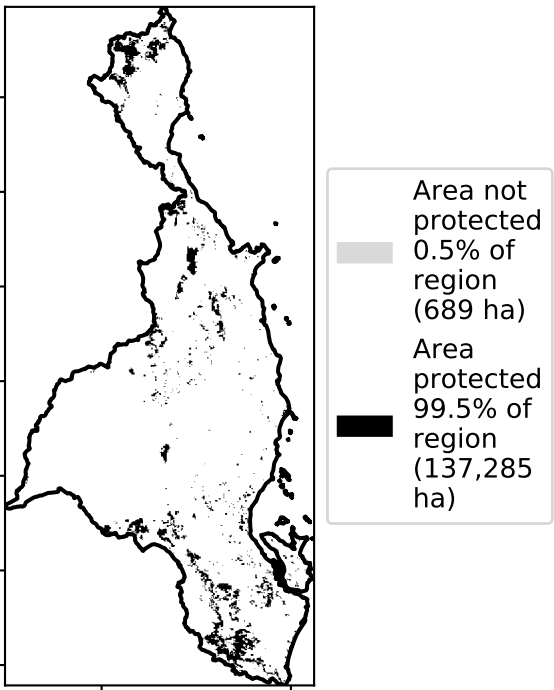 Area not
protected
0.5% of
region
(689 ha)
Area
protected
99.5% of
region
(137,285
ha)